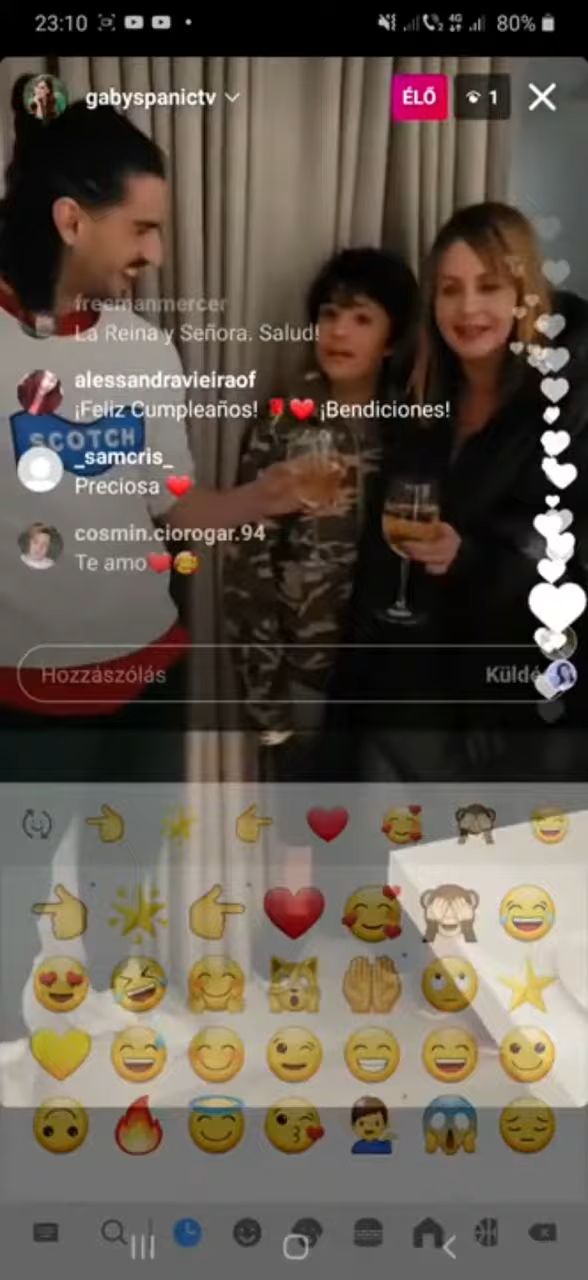 23:10
4G
80%
gabyspanictv
ÉLŐ
1
freemanmercer
La Reina y Señora. Salud!
alessandravieiraof
¡Feliz Cumpleaños! 🌹❤️ ¡Bendiciones!
SCOTCH
_samcris_
Preciosa ❤️
cosmin.ciorogar.94
Te amo❤️🥰
Hozzászólás
Küldé